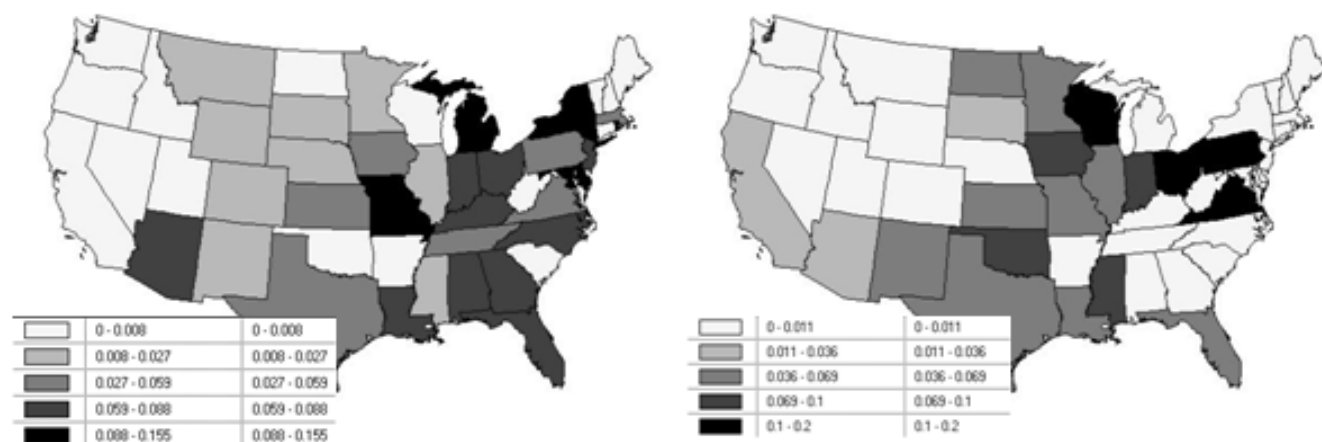 0 - 0.008 0 - 0.008
0.008 - 0.027 0.008 - 0.027
0.027 - 0.059 0.027 - 0.059
0.059 - 0.088 0.059 - 0.088
0.088 - 0.155 0.088 - 0.155
0 - 0.011 0 - 0.011
0.011 - 0.036 0.011 - 0.036
0.036 - 0.069 0.036 - 0.069
0.069 - 0.1 0.069 - 0.1
0.1 - 0.2 0.1 - 0.2